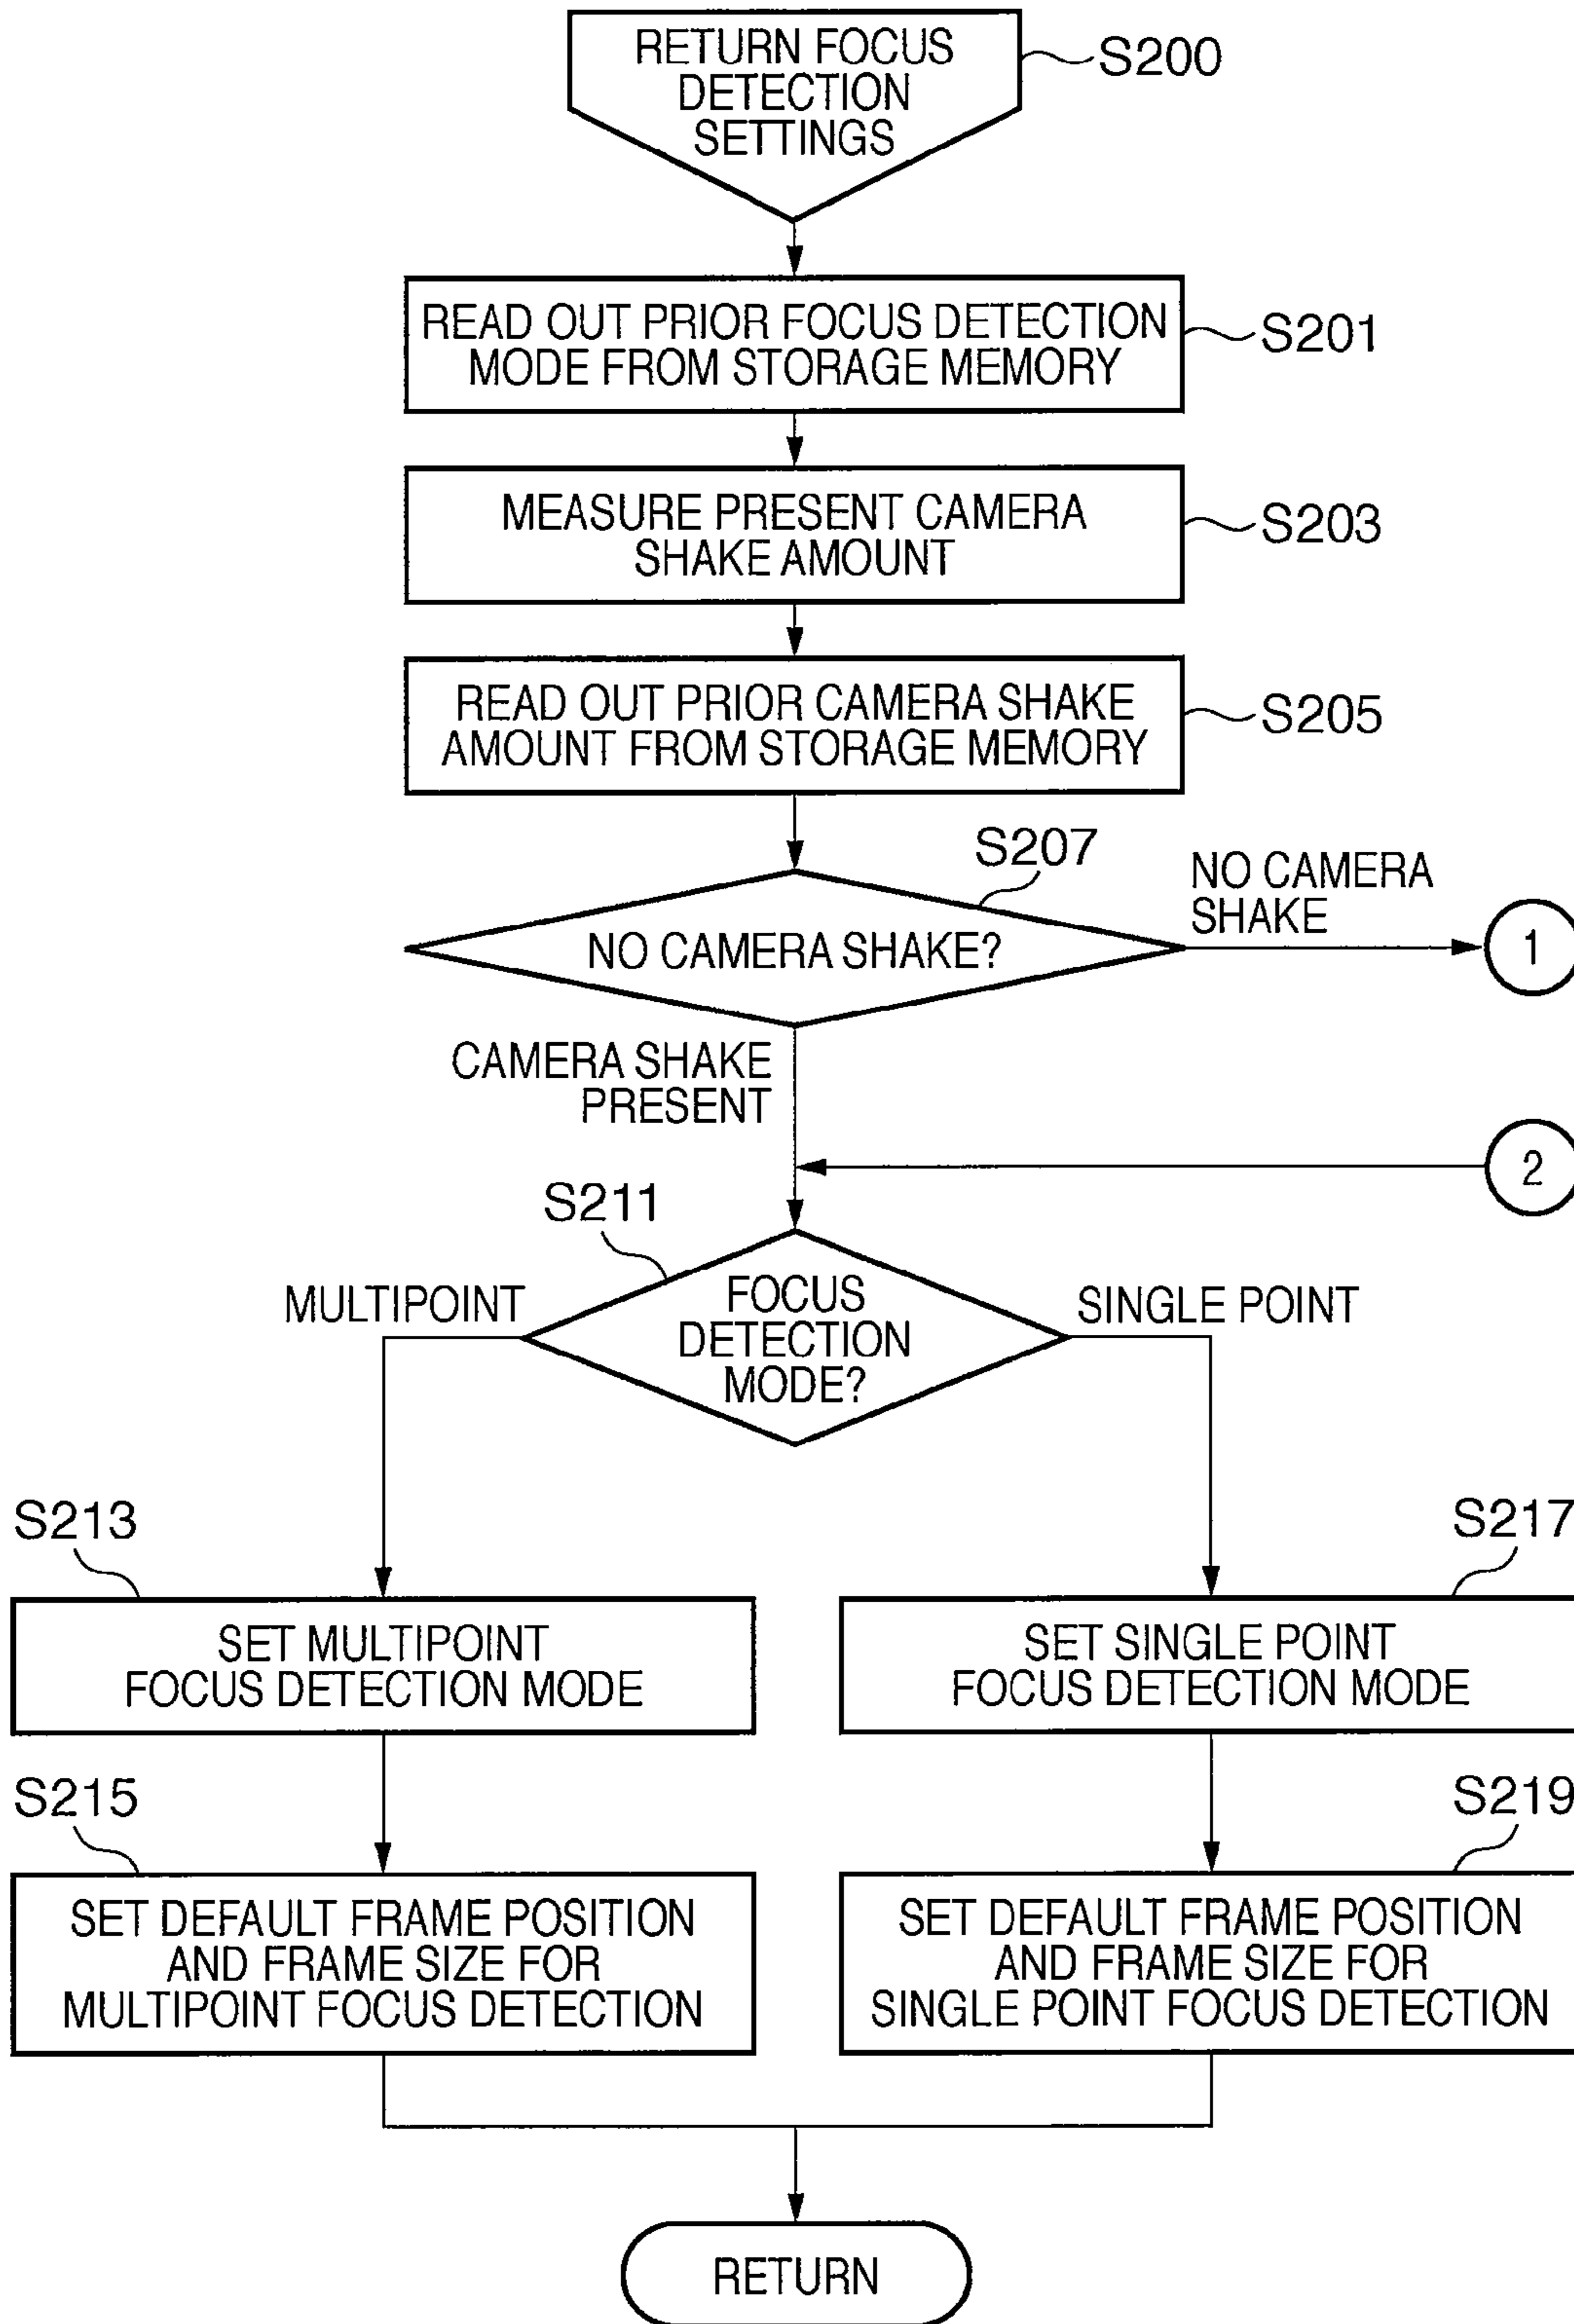 RETURN FOCUS
DETECTION
SETTINGS
S200
READ OUT PRIOR FOCUS DETECTION
MODE FROM STORAGE MEMORY
S201
MEASURE PRESENT CAMERA
SHAKE AMOUNT
S203
READ OUT PRIOR CAMERA SHAKE
AMOUNT FROM STORAGE MEMORY
S205
S207
NO CAMERA SHAKE?
NO CAMERA
SHAKE
1
CAMERA SHAKE
PRESENT
2
S211
FOCUS
DETECTION
MODE?
MULTIPOINT
SINGLE POINT
S213
SET MULTIPOINT
FOCUS DETECTION MODE
S217
SET SINGLE POINT
FOCUS DETECTION MODE
S215
SET DEFAULT FRAME POSITION
AND FRAME SIZE FOR
MULTIPOINT FOCUS DETECTION
S219
SET DEFAULT FRAME POSITION
AND FRAME SIZE FOR
SINGLE POINT FOCUS DETECTION
RETURN